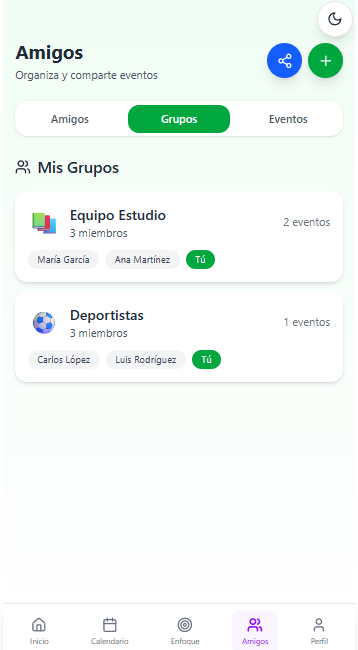 Amigos
Organiza y comparte eventos
Amigos Grupos Eventos
Mis Grupos
Equipo Estudio
3 miembros
2 eventos
María García Ana Martínez Tú
Deportistas
3 miembros
1 eventos
Carlos López Luis Rodríguez Tú
Inicio Calendario Enfoque Amigos Perfil